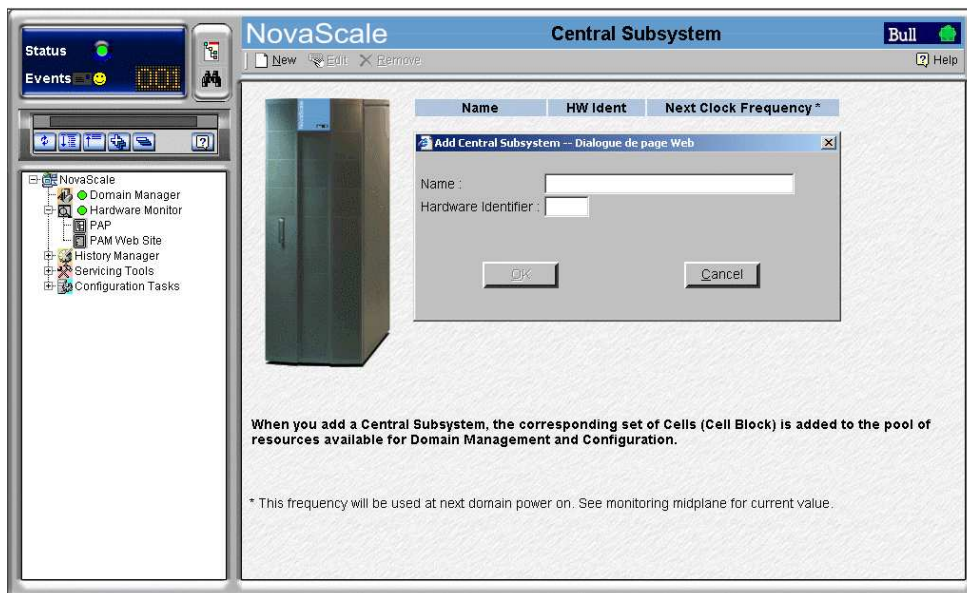 Status
Events
001
NovaScale
Domain Manager
Hardware Monitor
PAP
PAM Web Site
History Manager
Servicing Tools
Configuration Tasks
NovaScale Central Subsystem Bull
New Edit Remove Help
Name HW Ident Next Clock Frequency *
Add Central Subsystem -- Dialogue de page Web
Name :
Hardware Identifier :
OK Cancel
When you add a Central Subsystem, the corresponding set of Cells (Cell Block) is added to the pool of
resources available for Domain Management and Configuration.
* This frequency will be used at next domain power on. See monitoring midplane for current value.